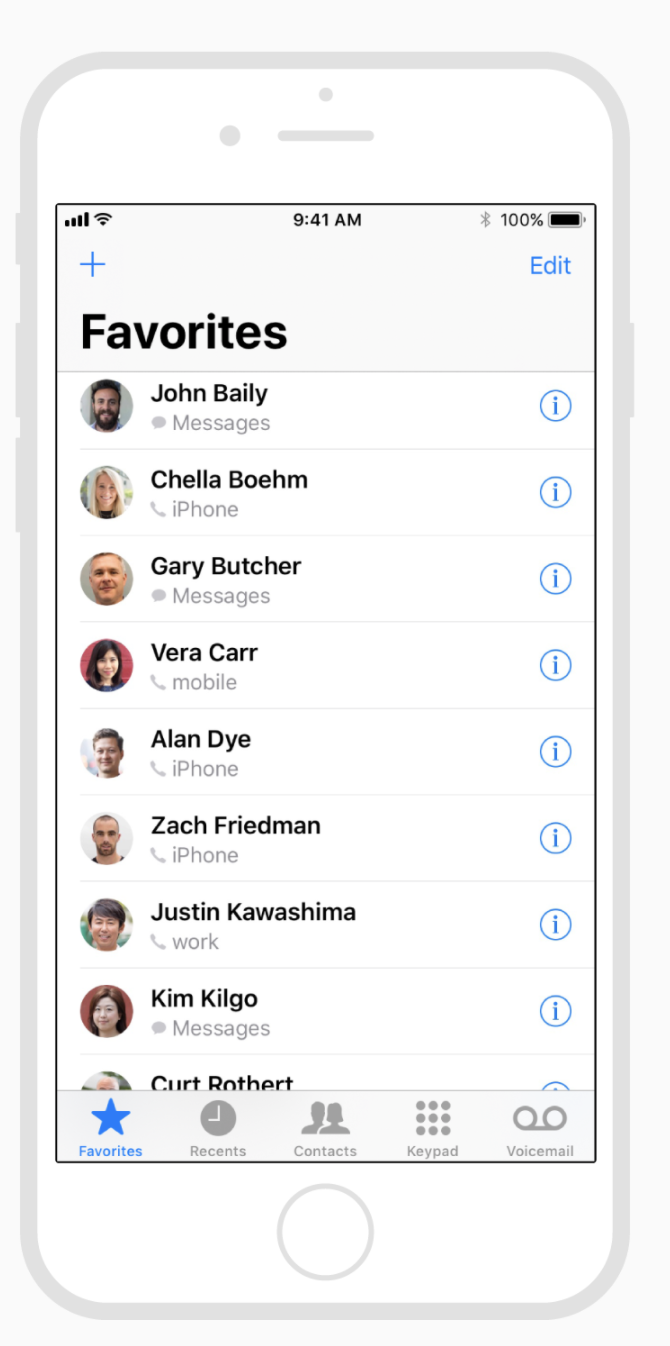 9:41 AM 100%
Edit
Favorites
John Baily
Messages
Chella Boehm
iPhone
Gary Butcher
Messages
Vera Carr
mobile
Alan Dye
iPhone
Zach Friedman
iPhone
Justin Kawashima
work
Kim Kilgo
Messages
Curt Rothert
Favorites Recents Contacts Keypad Voicemail